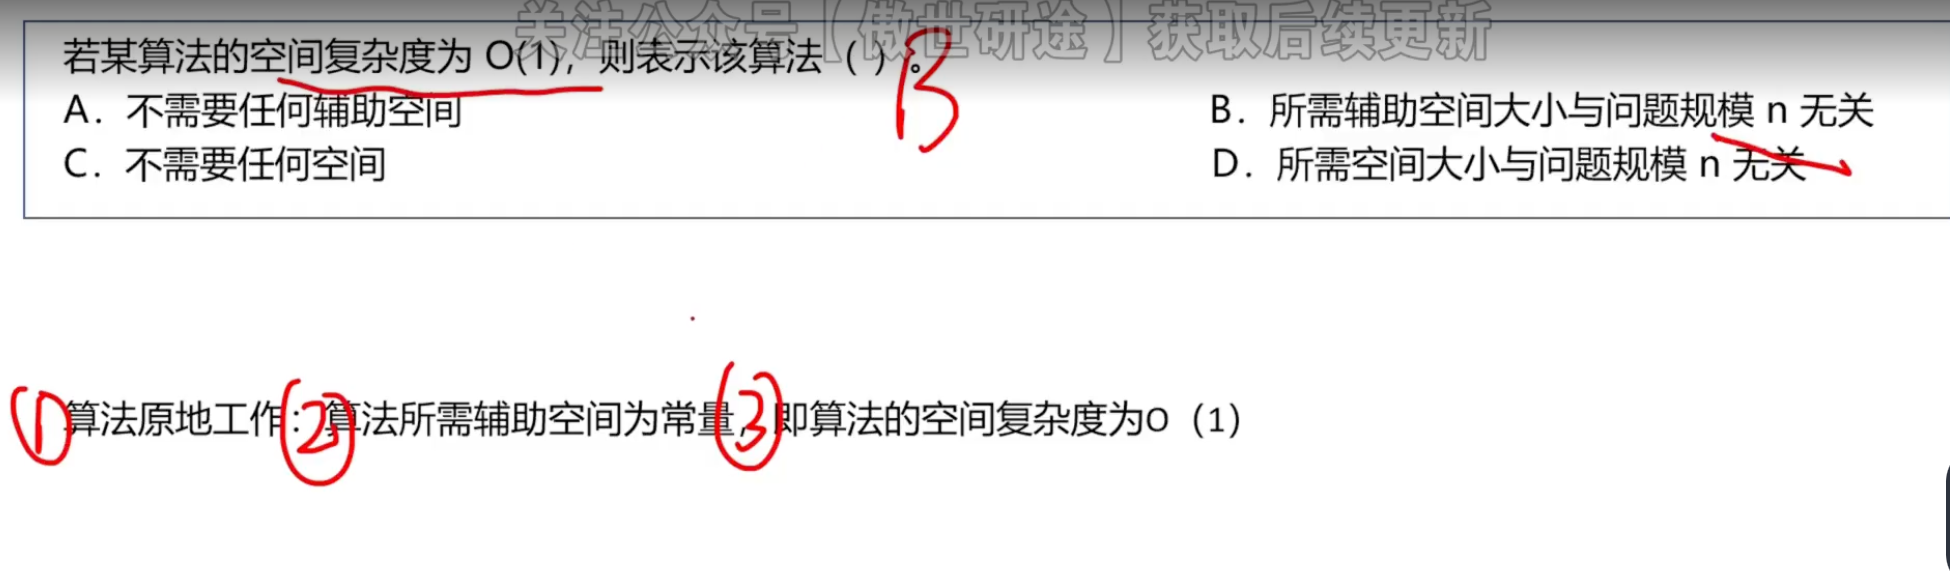 关注公众号【傲世研途】获取后续更新
若某算法的空间复杂度为 O(1)，则表示该算法（ ）。
B
A．不需要任何辅助空间 B．所需辅助空间大小与问题规模 n 无关
C．不需要任何空间 D．所需空间大小与问题规模 n 无关
①算法原地工作：②算法所需辅助空间为常量，③即算法的空间复杂度为O（1）